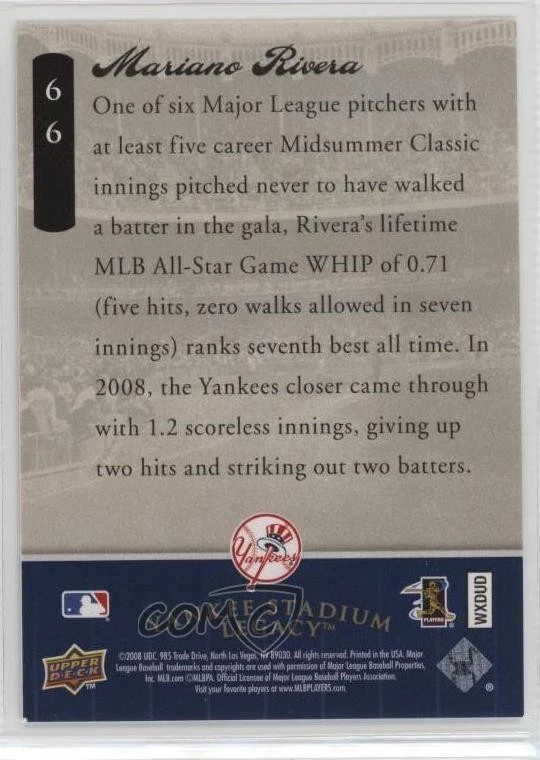 Mariano Rivera
6
6
One of six Major League pitchers with
at least five career Midsummer Classic
innings pitched never to have walked
a batter in the gala, Rivera's lifetime
MLB All-Star Game WHIP of 0.71
(five hits, zero walks allowed in seven
innings) ranks seventh best all time. In
2008, the Yankees closer came through
with 1.2 scoreless innings, giving up
two hits and striking out two batters.
Yankees
YANKEE STADIUM
LEGACY™
PLAYERS
WXDUD
UPPER
DECK
TM
©2008 UDC. 985 Trade Drive, North Las Vegas, NV 89030. All rights reserved. Printed in the USA. Major
League Baseball trademarks and copyrights are used with permission of Major League Baseball Properties,
Inc. MLB.com ©MLBPA. Official Licensee of Major League Baseball Players Association.
Visit your favorite players at www.MLBPLAYERS.com.
®